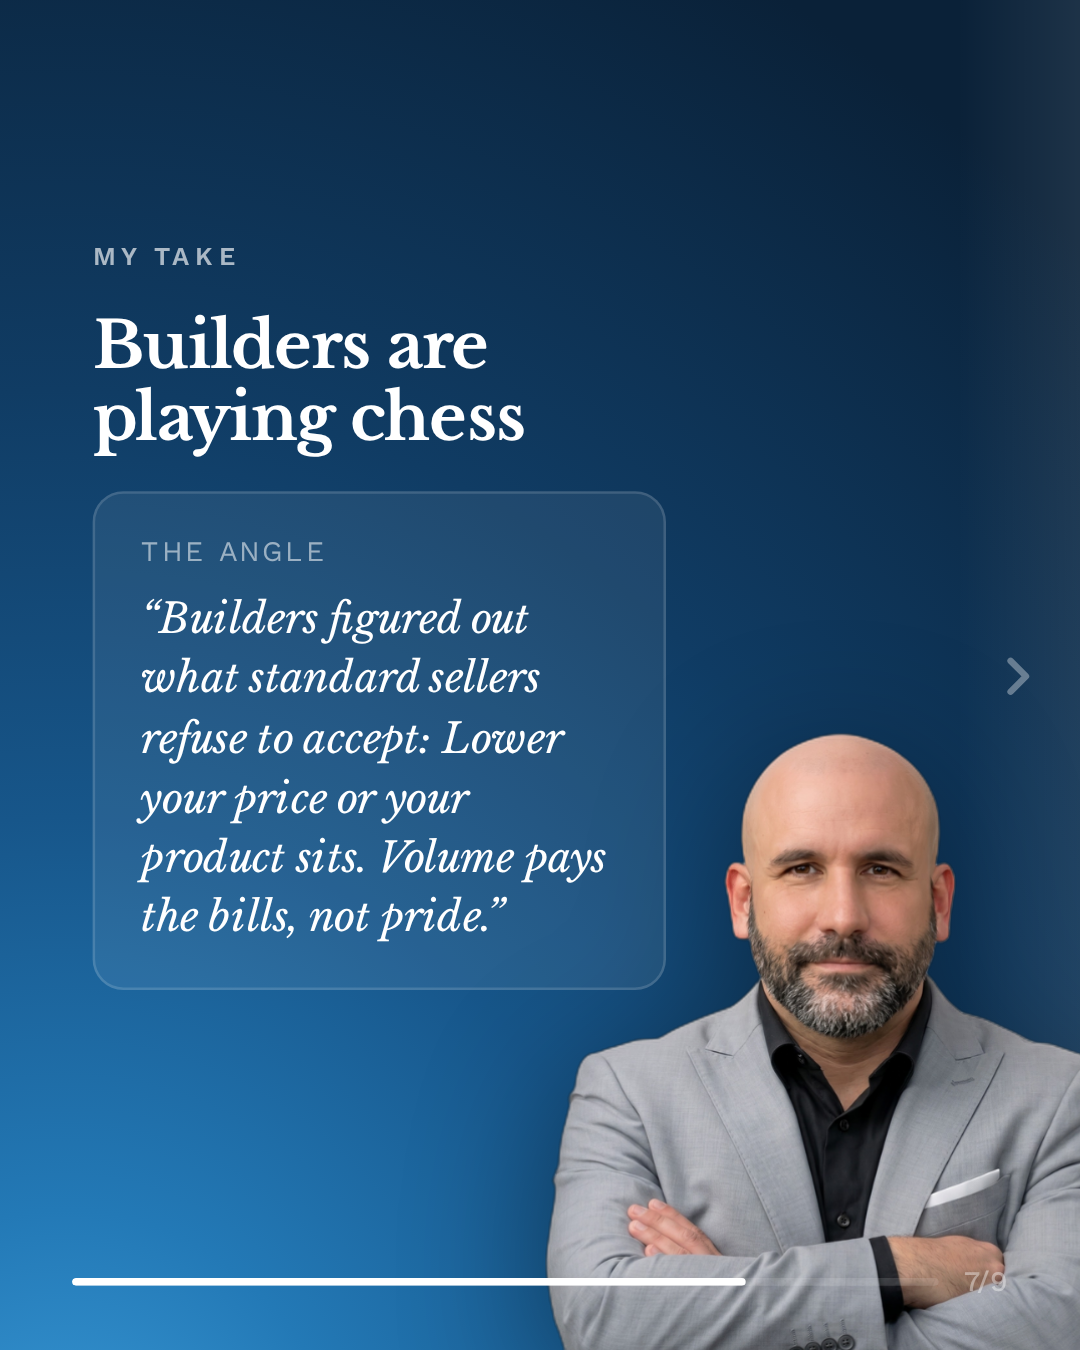 MY TAKE
Builders are
playing chess
THE ANGLE
“Builders figured out
what standard sellers
refuse to accept: Lower
your price or your
product sits. Volume pays
the bills, not pride.”
7/9